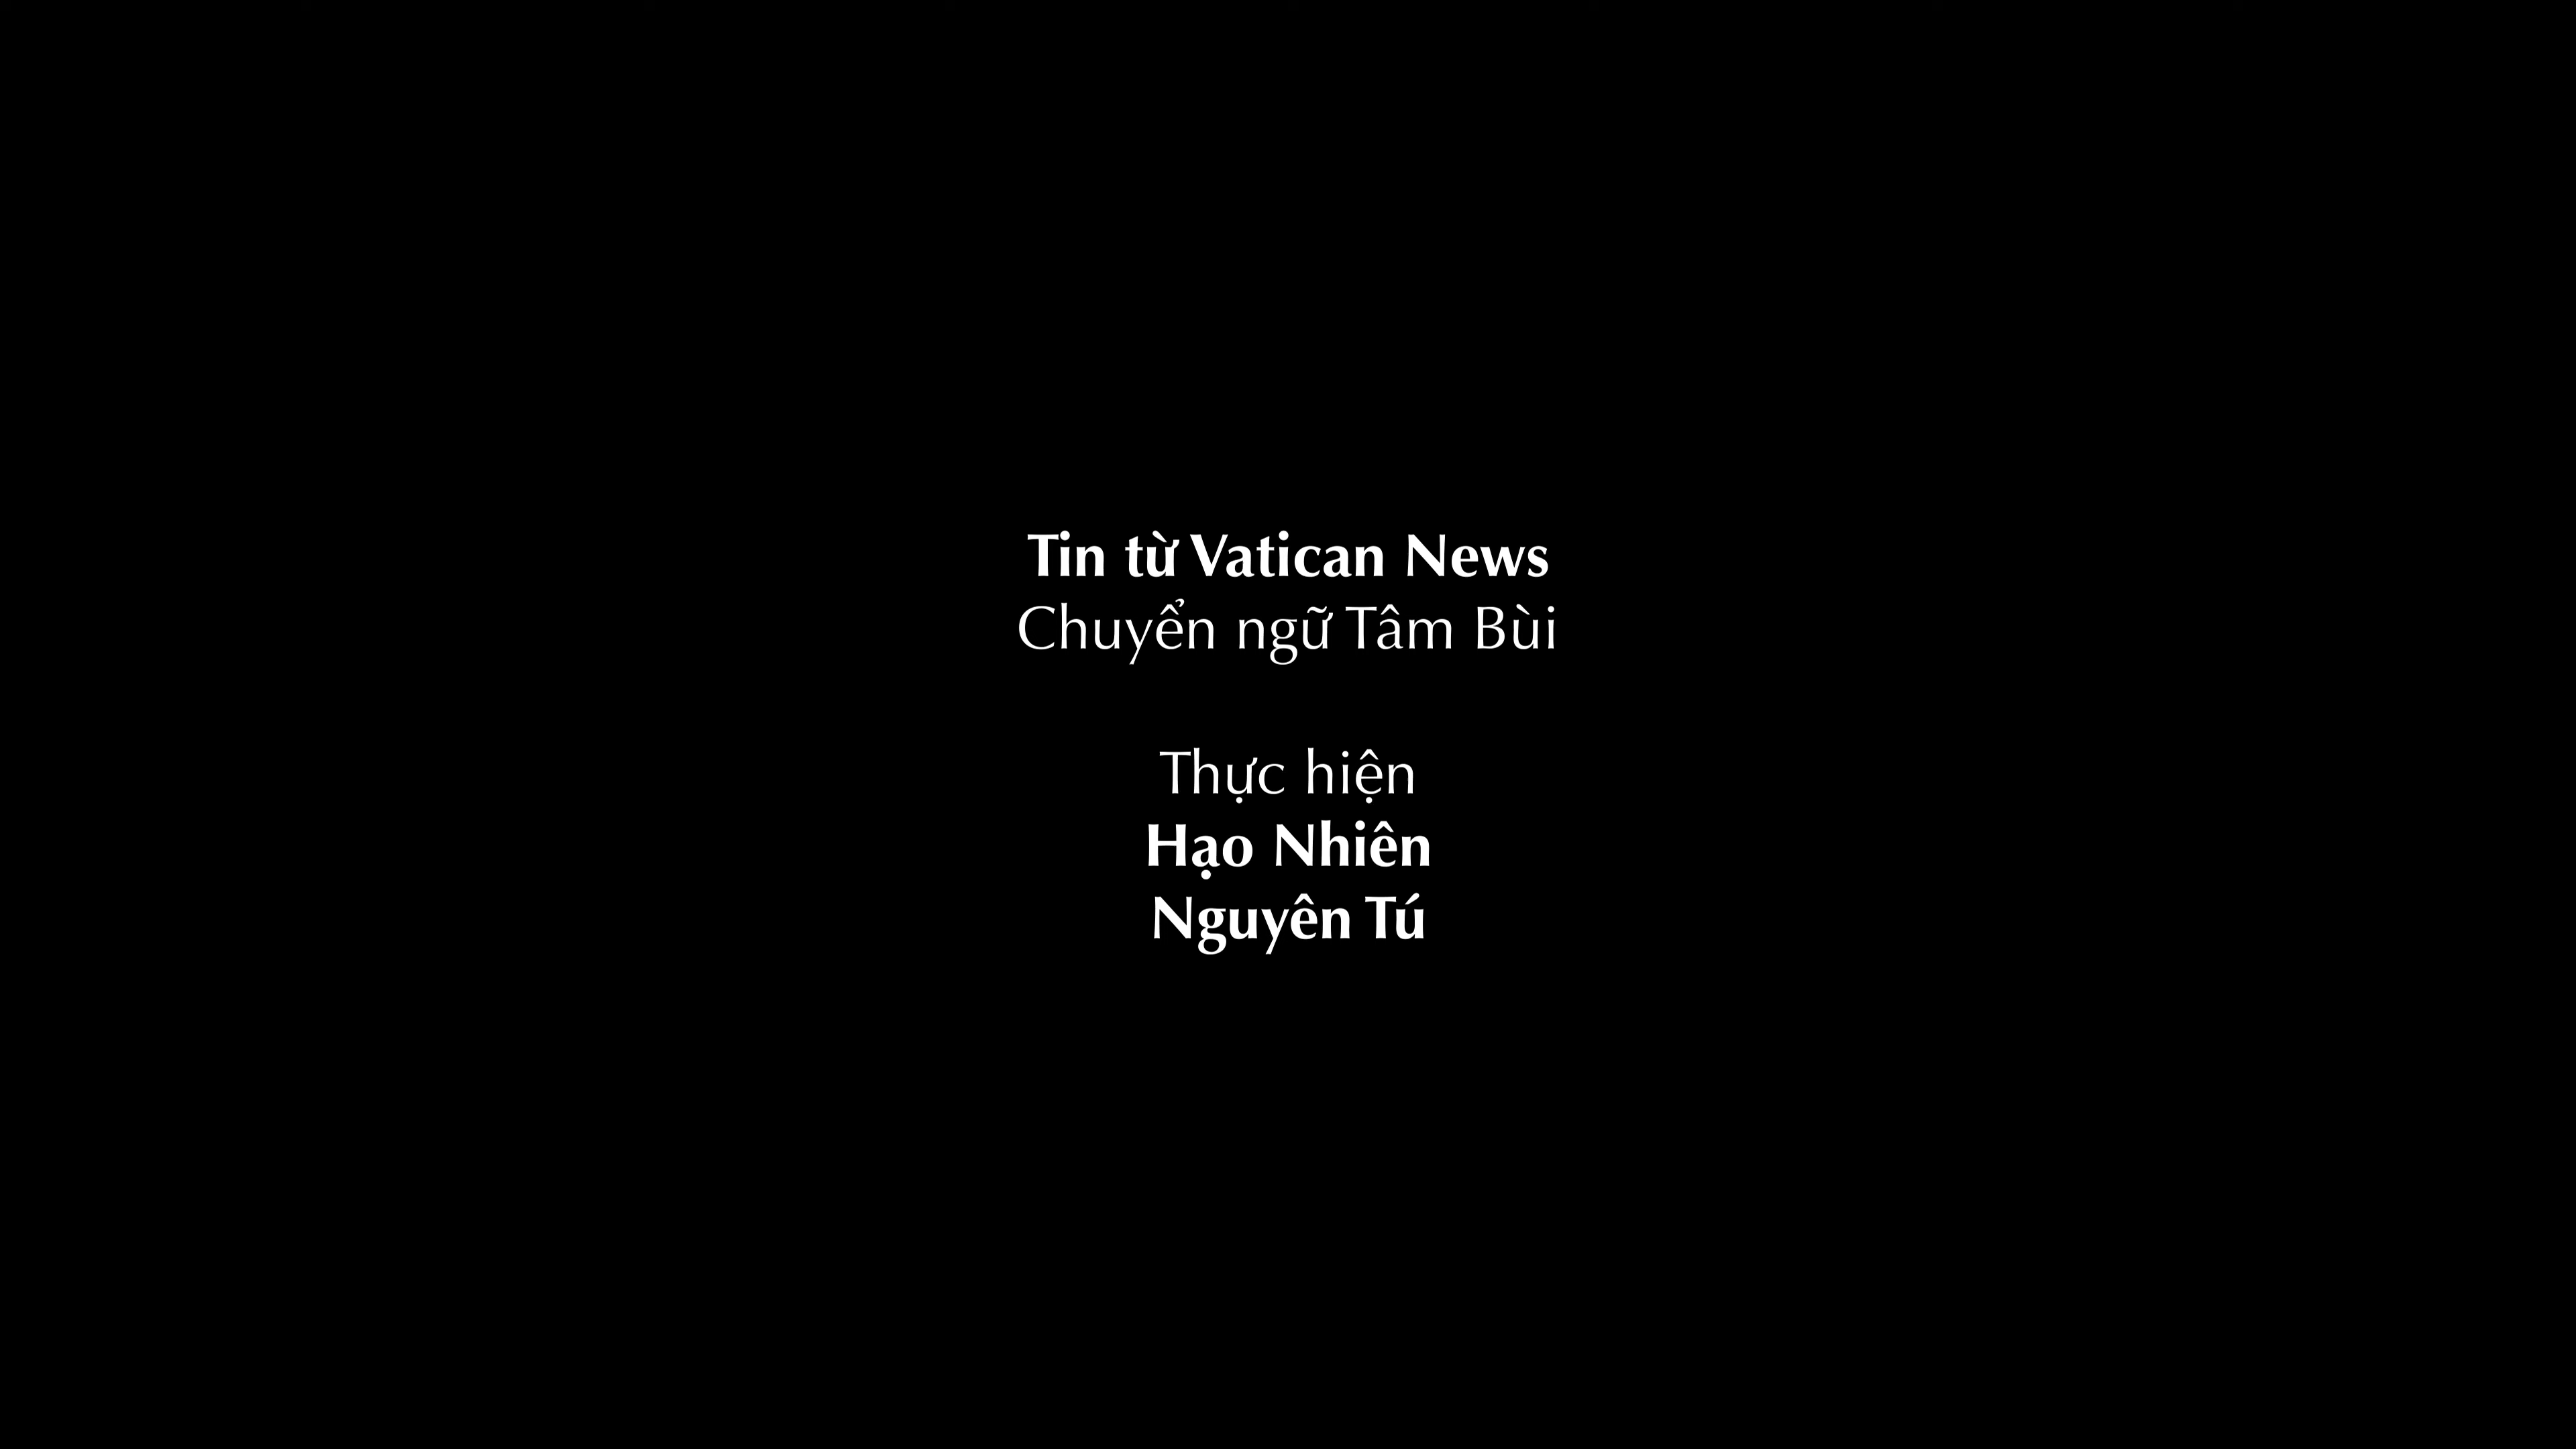 Tin từ Vatican News
Chuyển ngữ Tâm Bùi
Thực hiện
Hạo Nhiên
Nguyên Tú